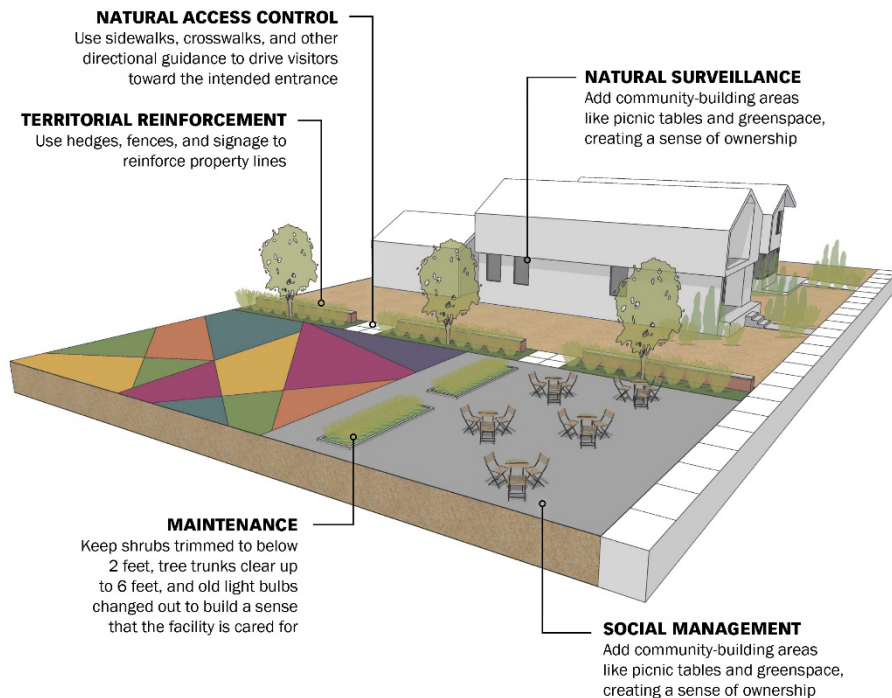 NATURAL ACCESS CONTROL
Use sidewalks, crosswalks, and other
directional guidance to drive visitors
toward the intended entrance
TERRITORIAL REINFORCEMENT
Use hedges, fences, and signage to
reinforce property lines
NATURAL SURVEILLANCE
Add community-building areas
like picnic tables and greenspace,
creating a sense of ownership
MAINTENANCE
Keep shrubs trimmed to below
2 feet, tree trunks clear up
to 6 feet, and old light bulbs
changed out to build a sense
that the facility is cared for
SOCIAL MANAGEMENT
Add community-building areas
like picnic tables and greenspace,
creating a sense of ownership